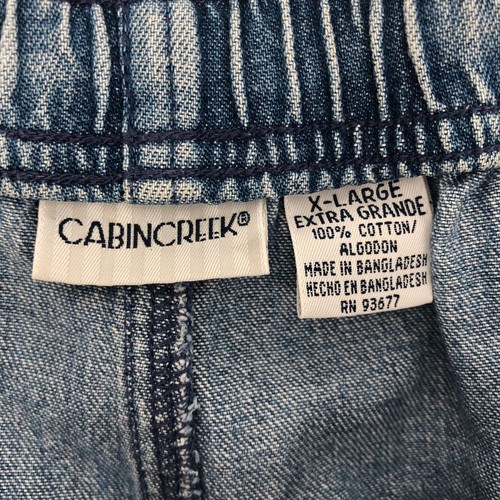 CABINCREEK®
X-LARGE
EXTRA GRANDE
100% COTTON/
ALGODON
MADE IN BANGLADESH
HECHO EN BANGLADESH
RN 93677